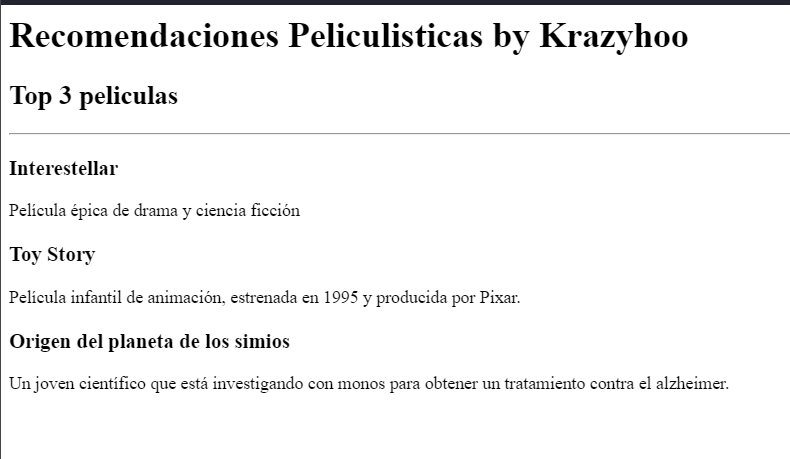 Recomendaciones Peliculisticas by Krazyhoo
Top 3 peliculas
Interestellar
Película épica de drama y ciencia ficción
Toy Story
Película infantil de animación, estrenada en 1995 y producida por Pixar.
Origen del planeta de los simios
Un joven científico que está investigando con monos para obtener un tratamiento contra el alzheimer.